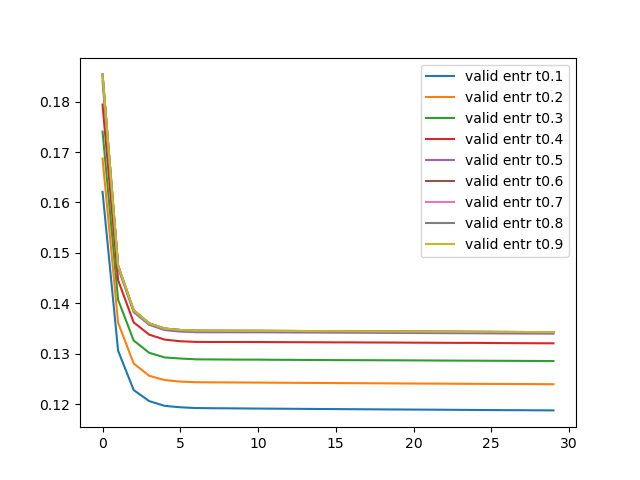 valid entr t0.1
valid entr t0.2
valid entr t0.3
valid entr t0.4
valid entr t0.5
valid entr t0.6
valid entr t0.7
valid entr t0.8
valid entr t0.9
0.18
0.17
0.16
0.15
0.14
0.13
0.12
0 5 10 15 20 25 30